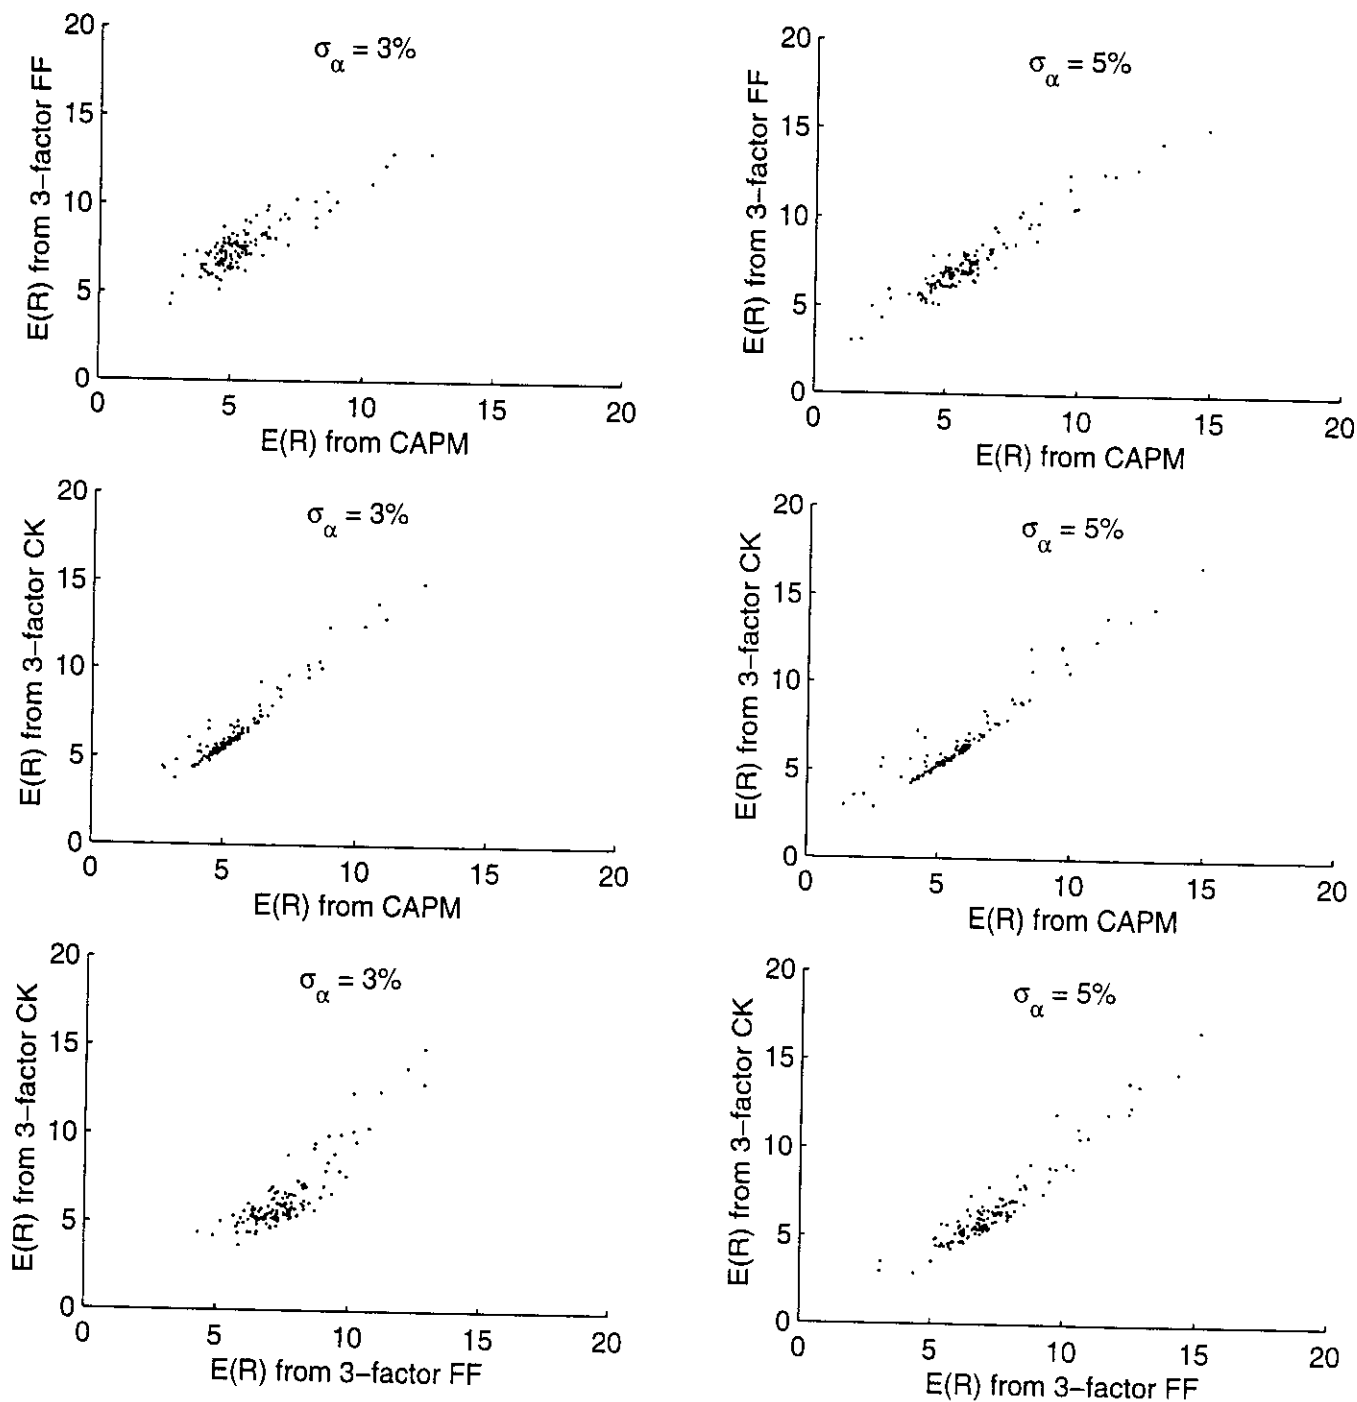 20
15
10
5
0
E(R) from 3−factor FF
σα = 3%
0 5 10 15 20
E(R) from CAPM
20
15
10
5
0
E(R) from 3−factor FF
σα = 5%
0 5 10 15 20
E(R) from CAPM
20
15
10
5
0
E(R) from 3−factor CK
σα = 3%
0 5 10 15 20
E(R) from CAPM
20
15
10
5
0
E(R) from 3−factor CK
σα = 5%
0 5 10 15 20
E(R) from CAPM
20
15
10
5
0
E(R) from 3−factor CK
σα = 3%
0 5 10 15 20
E(R) from 3−factor FF
20
15
10
5
0
E(R) from 3−factor CK
σα = 5%
0 5 10 15 20
E(R) from 3−factor FF